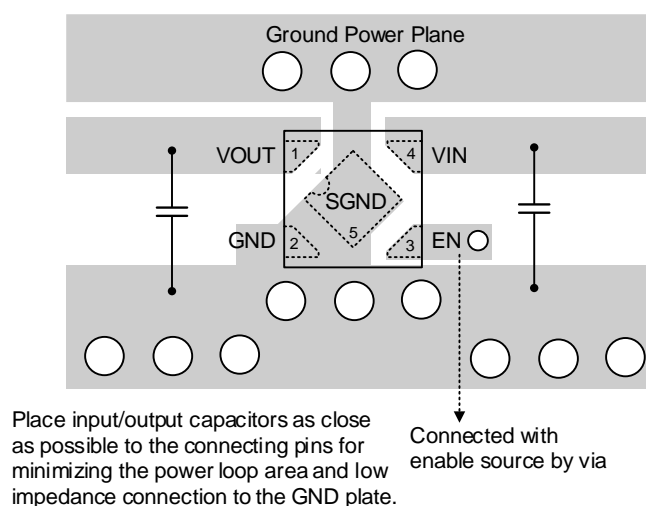 Ground Power Plane
VOUT 1 4 VIN
SGND
GND 2 5 3 EN
Place input/output capacitors as close
as possible to the connecting pins for
minimizing the power loop area and low
impedance connection to the GND plate.
Connected with
enable source by via